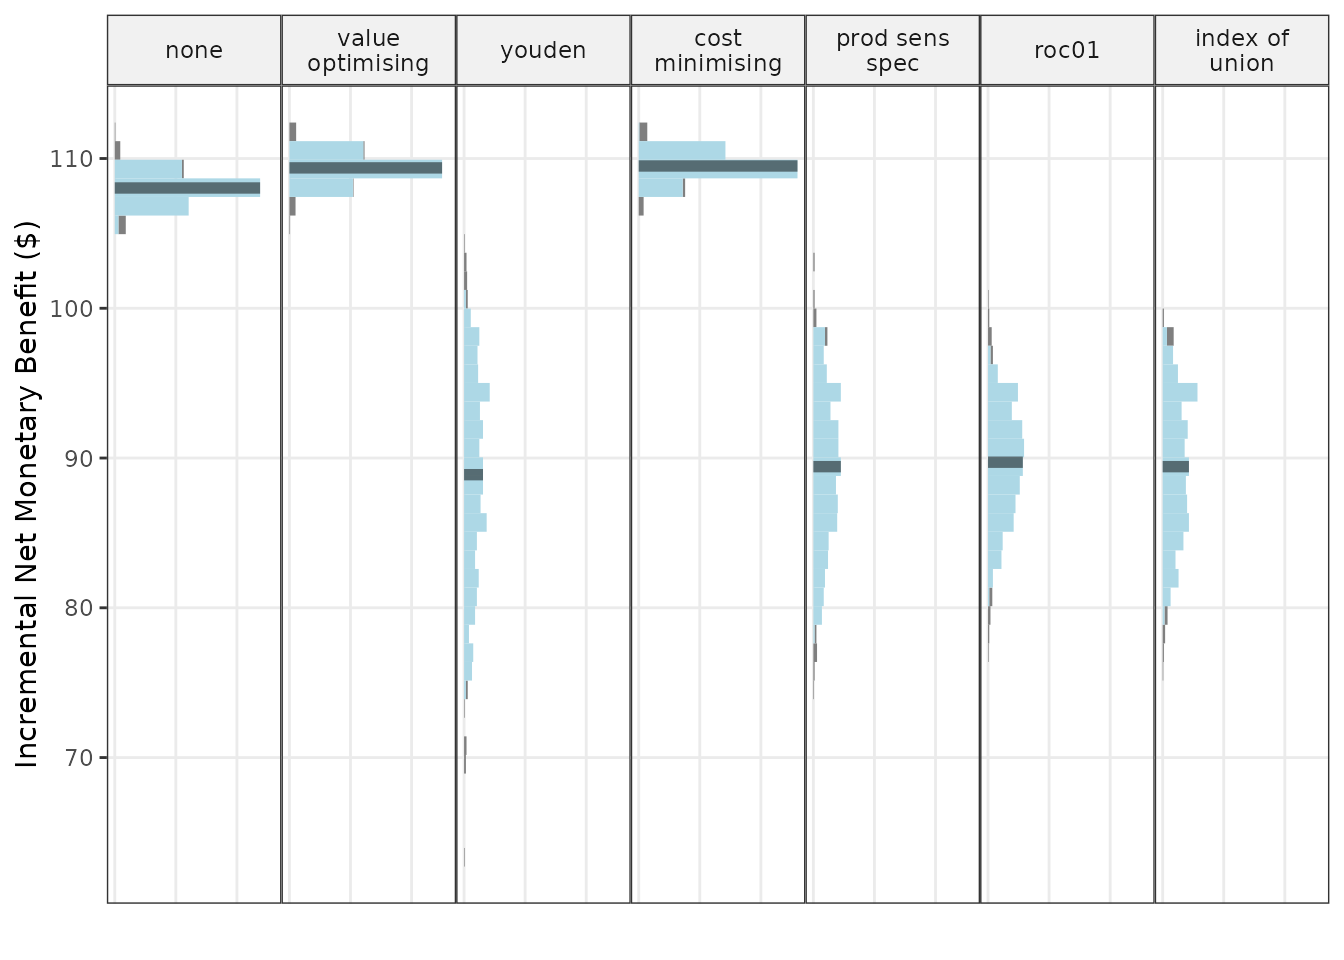 none
value
optimising
youden
cost
minimising
prod sens
spec
roc01
index of
union
Incremental Net Monetary Benefit ($)
110
100
90
80
70